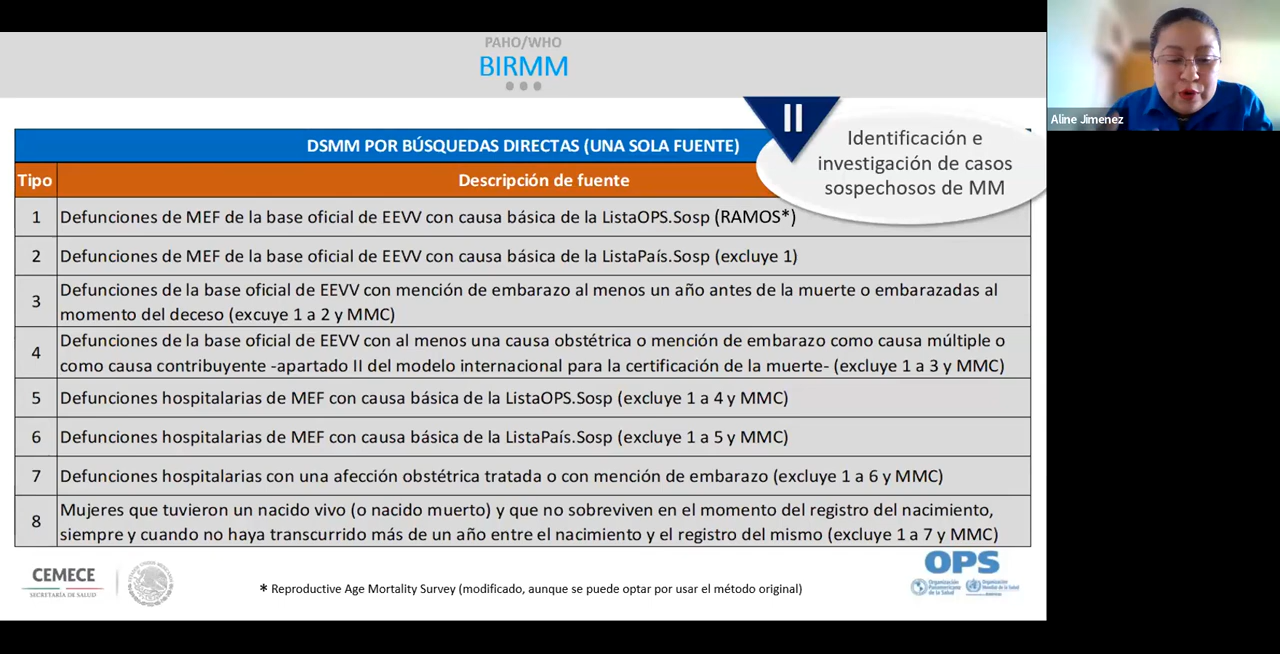 PAHO/WHO
BIRMM
Aline Jimenez
II
Identificación e
investigación de casos
sospechosos de MM
DSMM POR BÚSQUEDAS DIRECTAS (UNA SOLA FUENTE)
Tipo Descripción de fuente
1 Defunciones de MEF de la base oficial de EEVV con causa básica de la ListaOPS.Sosp (RAMOS*)
2 Defunciones de MEF de la base oficial de EEVV con causa básica de la ListaPaís.Sosp (excluye 1)
3 Defunciones de la base oficial de EEVV con mención de embarazo al menos un año antes de la muerte o embarazadas al
momento del deceso (excuye 1 a 2 y MMC)
4 Defunciones de la base oficial de EEVV con al menos una causa obstétrica o mención de embarazo como causa múltiple o
como causa contribuyente -apartado II del modelo internacional para la certificación de la muerte- (excluye 1 a 3 y MMC)
5 Defunciones hospitalarias de MEF con causa básica de la ListaOPS.Sosp (excluye 1 a 4 y MMC)
6 Defunciones hospitalarias de MEF con causa básica de la ListaPaís.Sosp (excluye 1 a 5 y MMC)
7 Defunciones hospitalarias con una afección obstétrica tratada o con mención de embarazo (excluye 1 a 6 y MMC)
8 Mujeres que tuvieron un nacido vivo (o nacido muerto) y que no sobreviven en el momento del registro del nacimiento,
siempre y cuando no haya transcurrido más de un año entre el nacimiento y el registro del mismo (excluye 1 a 7 y MMC)
CEMECE
SECRETARÍA DE SALUD
* Reproductive Age Mortality Survey (modificado, aunque se puede optar por usar el método original)
OPS
Organización
Panamericana
de la Salud
Organización
Mundial de la Salud